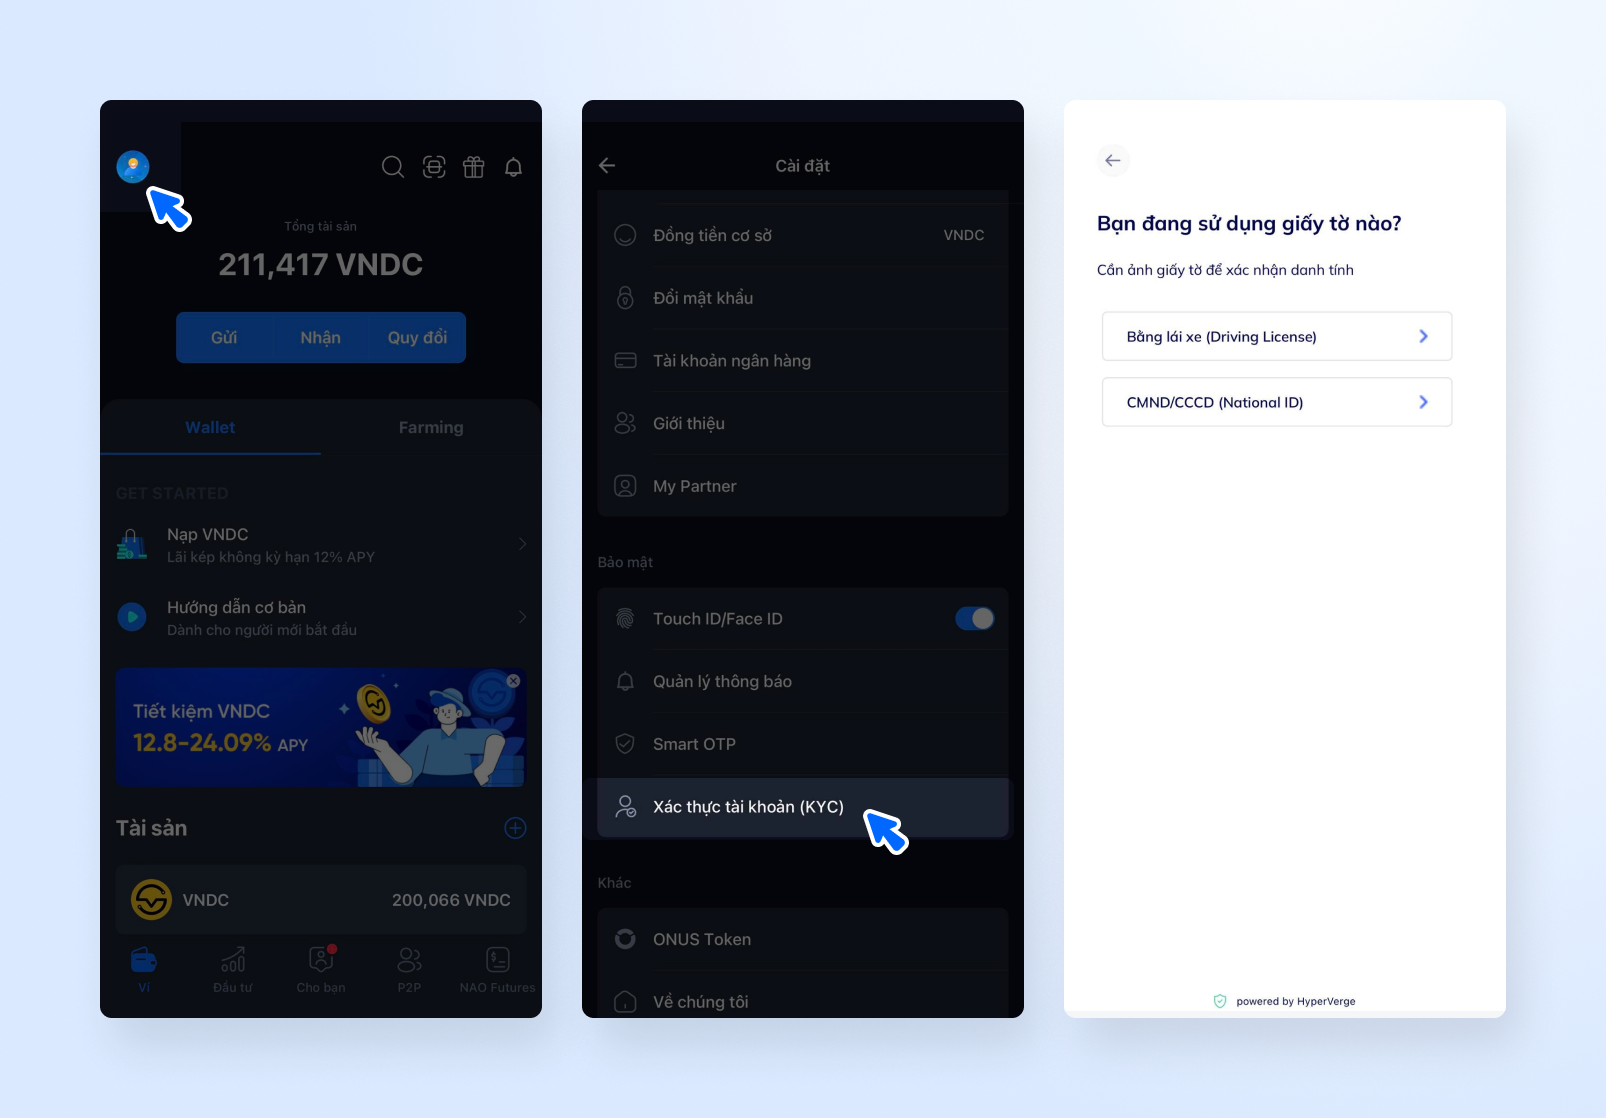 Tổng tài sản
211,417 VNDC
Gửi
Nhận
Quy đổi
Wallet
Farming
GET STARTED
Nạp VNDC
Lãi kép không kỳ hạn 12% APY
Hướng dẫn cơ bản
Dành cho người mới bắt đầu
Tiết kiệm VNDC
12.8-24.09% APY
Tài sản
VNDC
200,066 VNDC
Ví
Đầu tư
Cho bạn
P2P
NAO Futures
Cài đặt
Đồng tiền cơ sở
VNDC
Đổi mật khẩu
Tài khoản ngân hàng
Giới thiệu
My Partner
Bảo mật
Touch ID/Face ID
Quản lý thông báo
Smart OTP
Xác thực tài khoản (KYC)
Khác
ONUS Token
Về chúng tôi
Bạn đang sử dụng giấy tờ nào?
Cần ảnh giấy tờ để xác nhận danh tính
Bằng lái xe (Driving License)
CMND/CCCD (National ID)
powered by HyperVerge